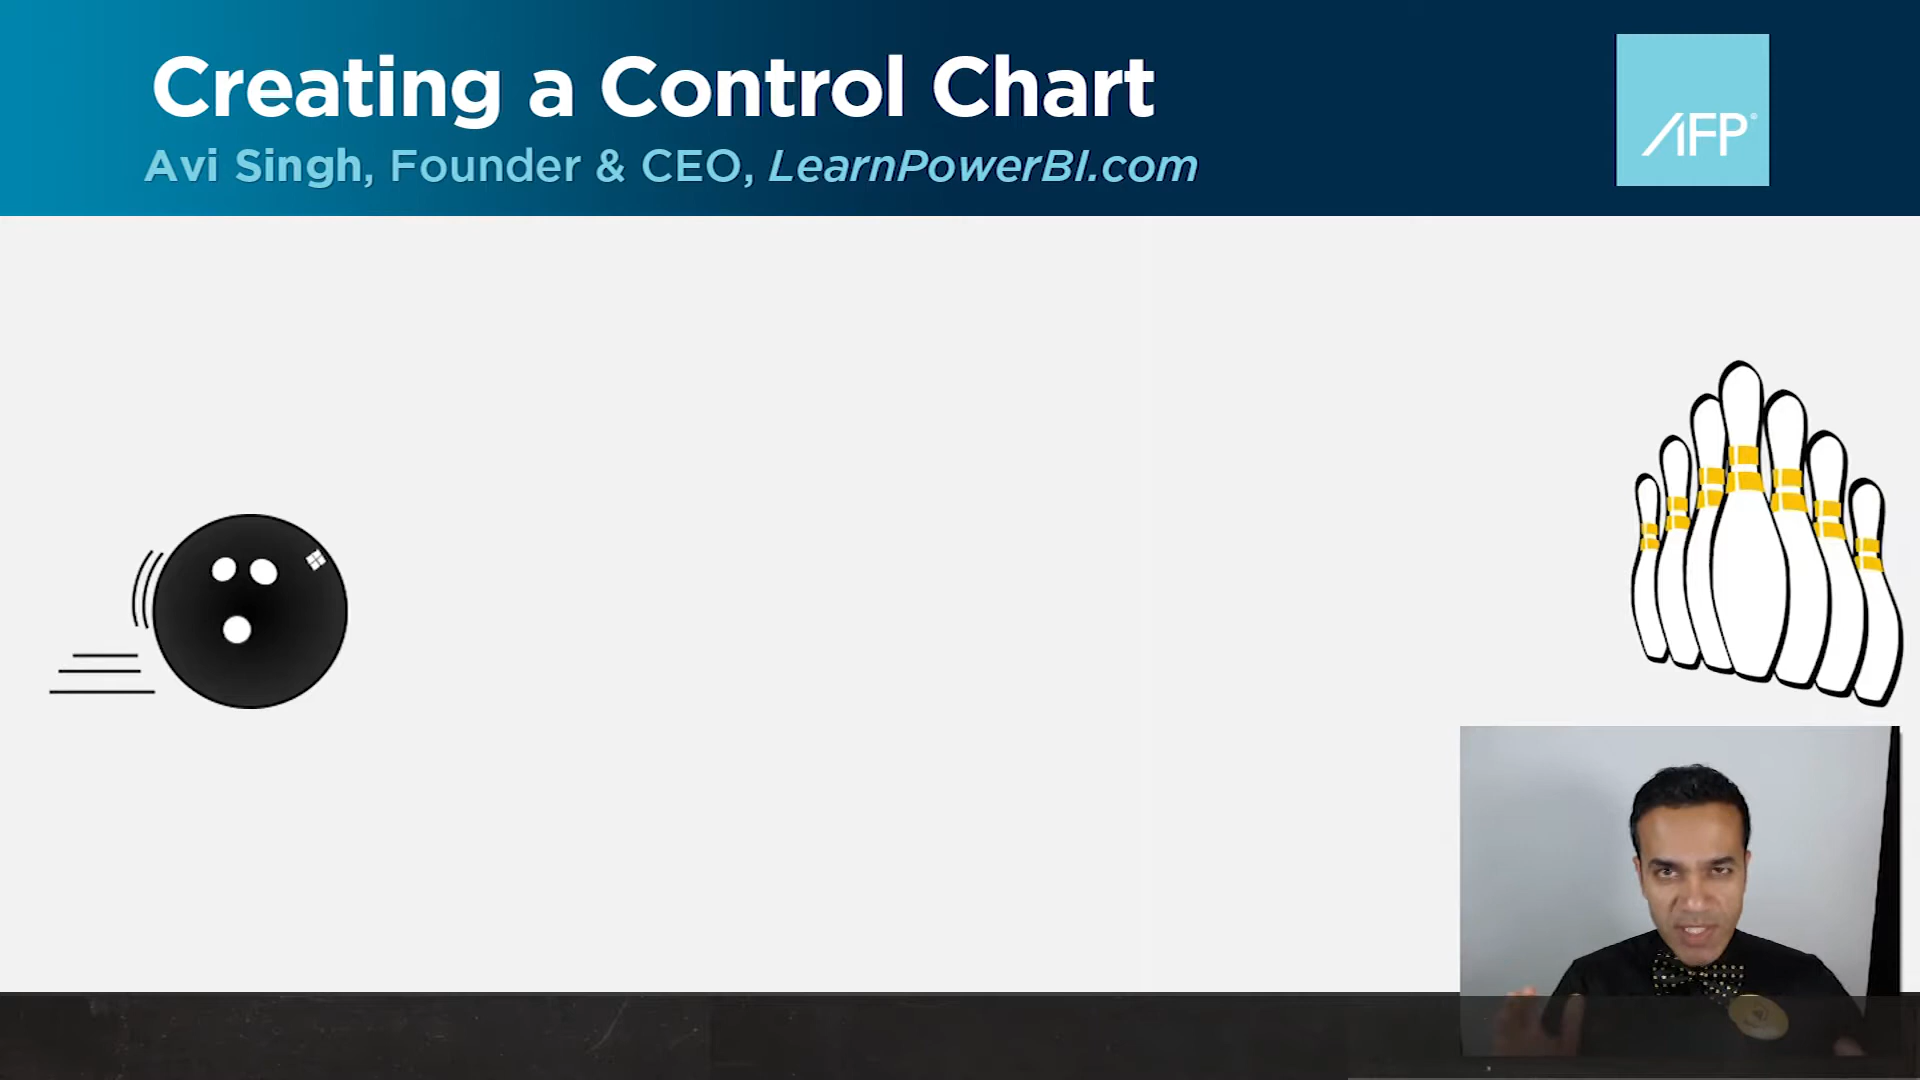 Creating a Control Chart
Avi Singh, Founder & CEO, LearnPowerBI.com
AFP®